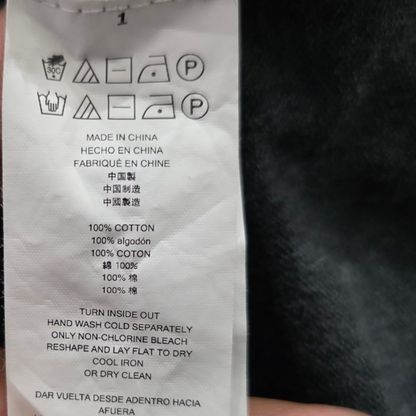 1
30C
P
P
MADE IN CHINA
HECHO EN CHINA
FABRIQUÉ EN CHINE
中国製
中国制造
中國製造
100% COTTON
100% algodón
100% COTON
綿 100%
100% 棉
100% 棉
TURN INSIDE OUT
HAND WASH COLD SEPARATELY
ONLY NON-CHLORINE BLEACH
RESHAPE AND LAY FLAT TO DRY
COOL IRON
OR DRY CLEAN
DAR VUELTA DESDE ADENTRO HACIA
AFUERA